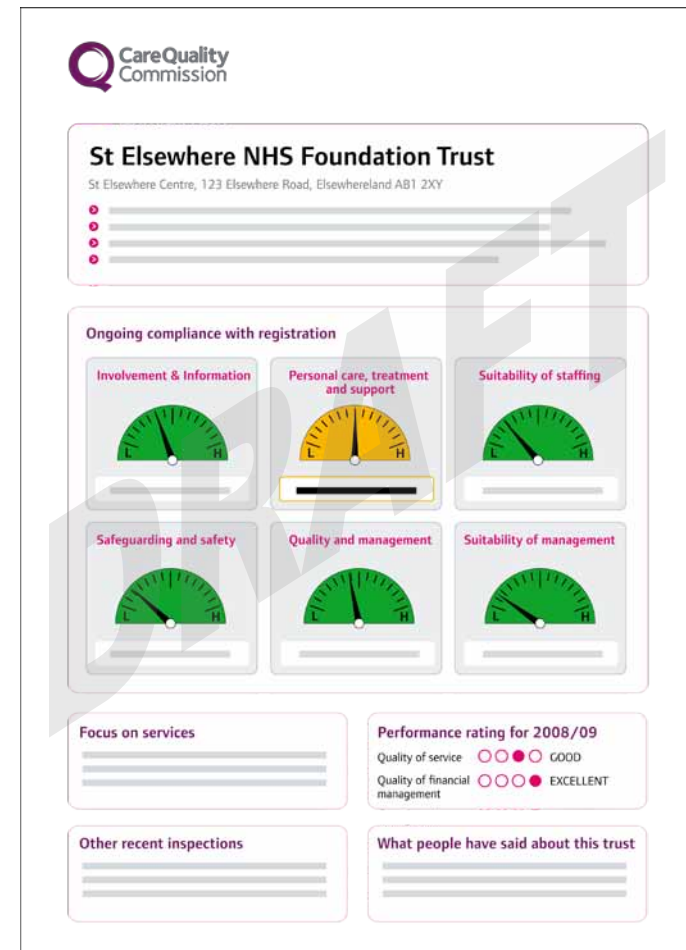 CareQuality
Commission
St Elsewhere NHS Foundation Trust
St Elsewhere Centre, 123 Elsewhere Road, Elsewhereland AB1 2XY
Ongoing compliance with registration
Involvement & Information
L H
Personal care, treatment
and support
L H
Suitability of staffing
L H
Safeguarding and safety
L H
Quality and management
L H
Suitability of management
L H
Focus on services
Performance rating for 2008/09
Quality of service GOOD
Quality of financial EXCELLENT
management
Other recent inspections
What people have said about this trust
DRAFT